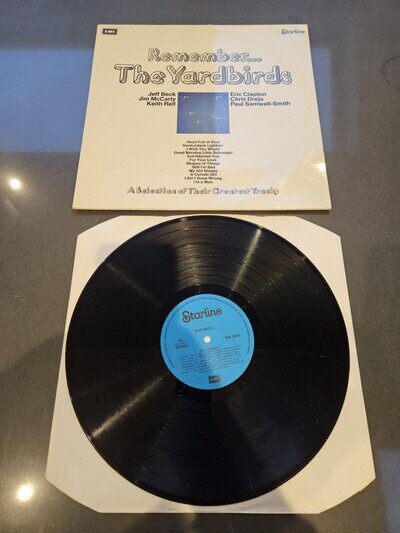 EMI
Starline
Remember...
The Yardbirds
Jeff Beck
Jim McCarty
Keith Relf
Eric Clapton
Chris Dreja
Paul Samwell-Smith
Heart Full of Soul
Smokestack Lightnin'
I Wish You Would
Good Morning Little Schoolgirl
Evil Hearted You
For Your Love
Shapes of Things
Still I'm Sad
My Girl Sloopy
A Certain Girl
I Ain't Done Wrong
I'm a Man
A Selection of Their Greatest Tracks
Starline
REMEMBER...
STEREO
EMI